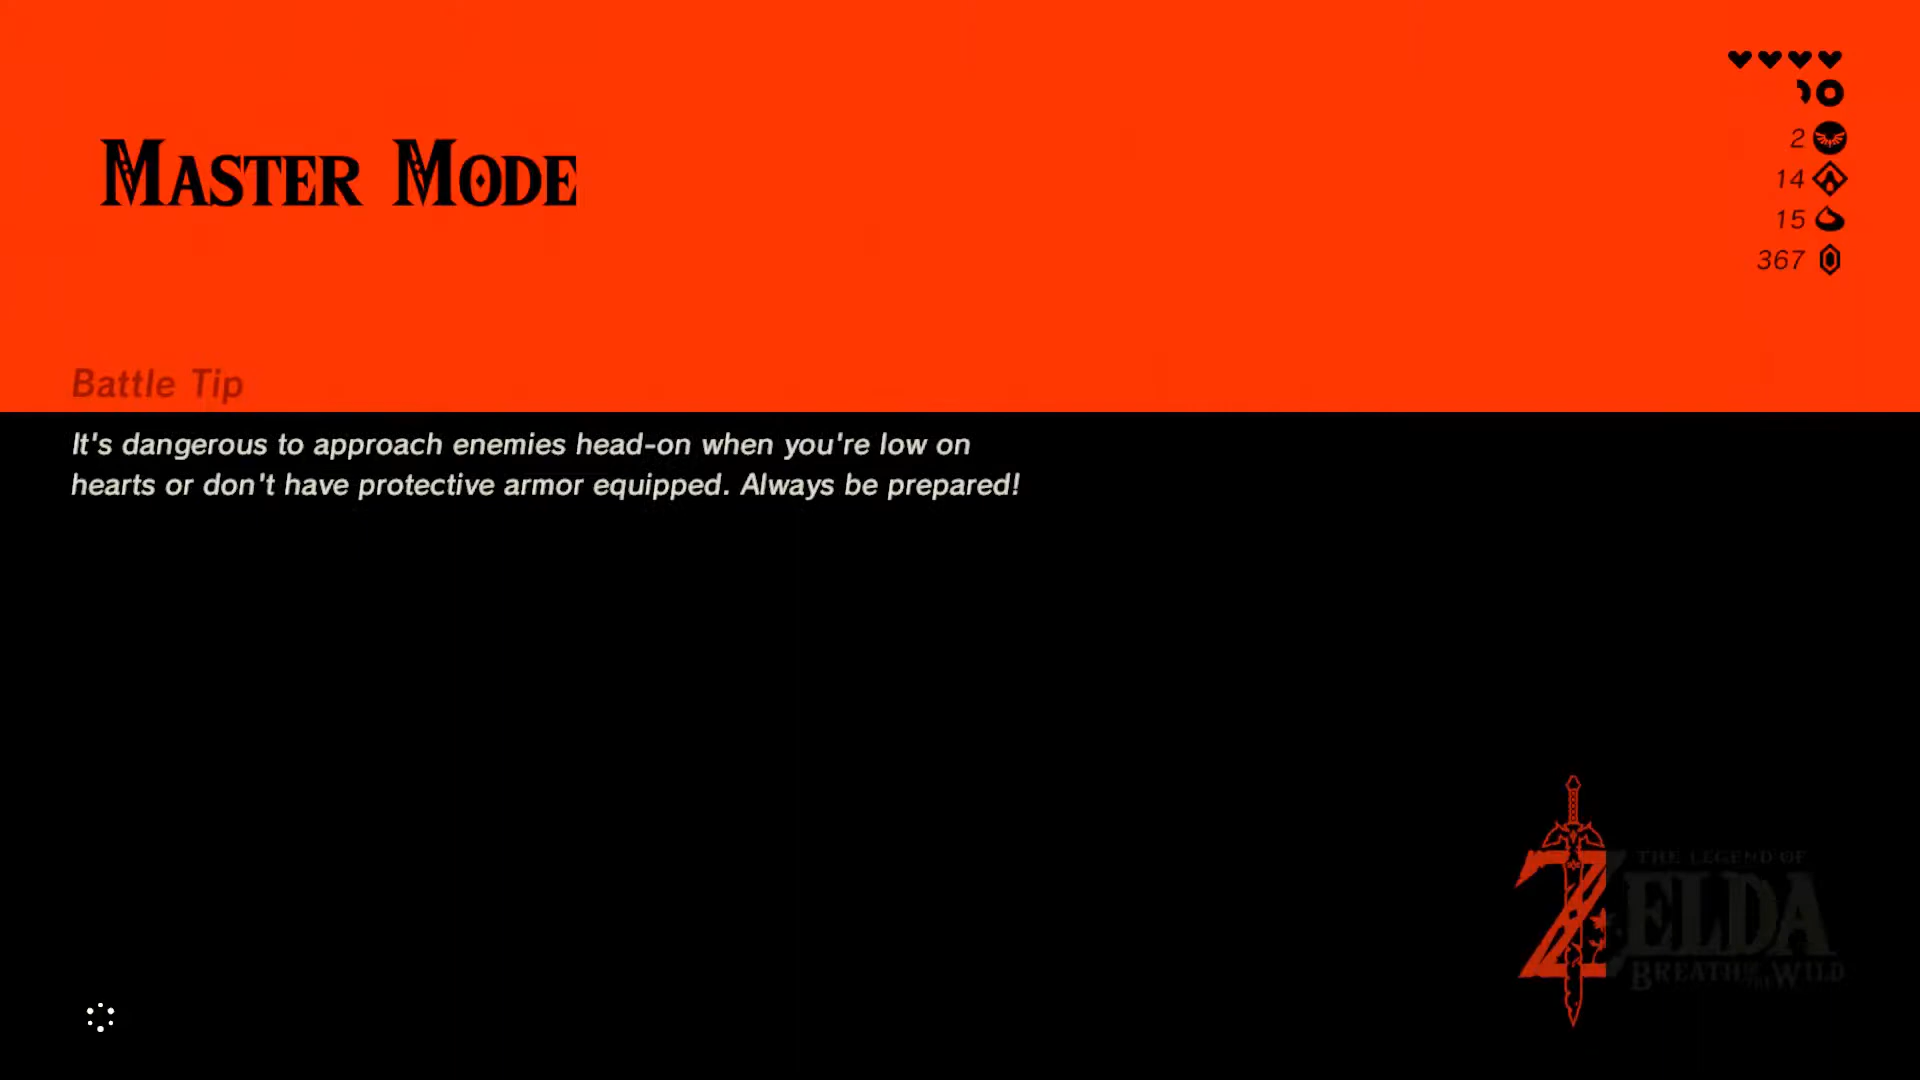 MASTER MODE
2
14
15
367
Battle Tip
It's dangerous to approach enemies head-on when you're low on
hearts or don't have protective armor equipped. Always be prepared!
THE LEGEND OF
ZELDA
BREATH OF THE WILD